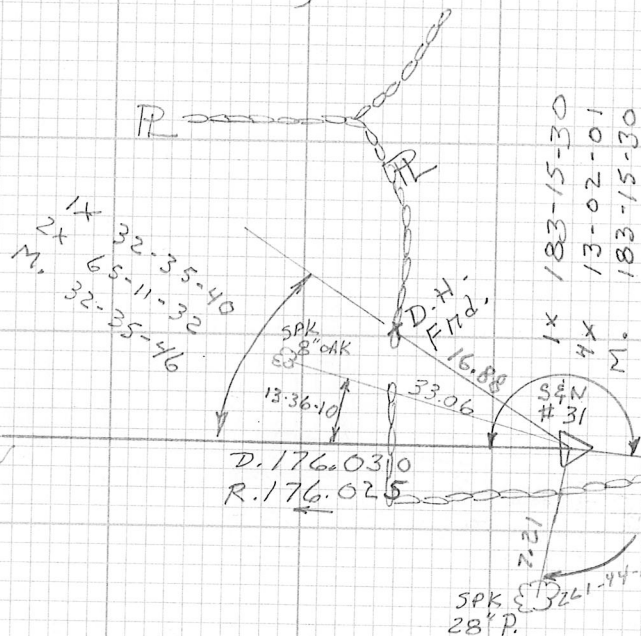 PL
PL
1x 32-35-40
2x 65-11-32
M. 32-35-46
1x 183-15-30
4x 13-02-01
M. 183-15-30
D.H.
Fnd.
SPK
8" OAK
16.88
33.06
13-36-10
S&N
# 31
D. 176.030
R. 176.025
7.21
SPK
28" P.
261-44-